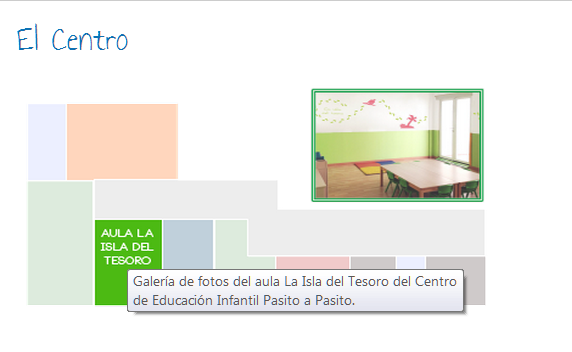 El Centro
AULA LA
ISLA DEL
TESORO
Galería de fotos del aula La Isla del Tesoro del Centro
de Educación Infantil Pasito a Pasito.